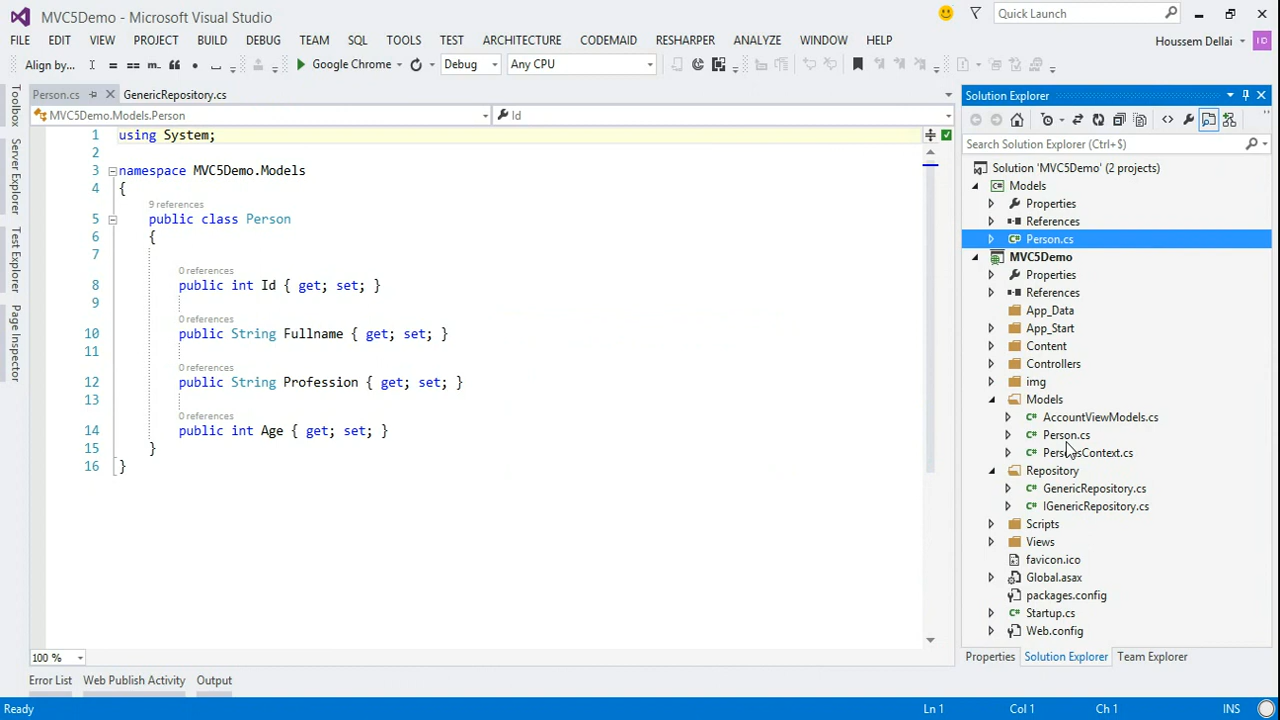 MVC5Demo - Microsoft Visual Studio
Quick Launch
FILE EDIT VIEW PROJECT BUILD DEBUG TEAM SQL TOOLS TEST ARCHITECTURE CODEMAID RESHARPER ANALYZE WINDOW HELP
Houssem Dellai
Align by... Google Chrome Debug Any CPU
Person.cs GenericRepository.cs
MVC5Demo.Models.Person Id
Toolbox
Server Explorer
Test Explorer
Page Inspector
1 using System;
2
3 namespace MVC5Demo.Models
4 {
9 references
5 public class Person
6 {
7
0 references
8 public int Id { get; set; }
9
0 references
10 public String Fullname { get; set; }
11
0 references
12 public String Profession { get; set; }
13
0 references
14 public int Age { get; set; }
15 }
16 }
100 %
Solution Explorer
Search Solution Explorer (Ctrl+$)
Solution 'MVC5Demo' (2 projects)
Models
Properties
References
Person.cs
MVC5Demo
Properties
References
App_Data
App_Start
Content
Controllers
img
Models
AccountViewModels.cs
Person.cs
PersonsContext.cs
Repository
GenericRepository.cs
IGenericRepository.cs
Scripts
Views
favicon.ico
Global.asax
packages.config
Startup.cs
Web.config
Properties Solution Explorer Team Explorer
Error List Web Publish Activity Output
Ready Ln 1 Col 1 Ch 1 INS